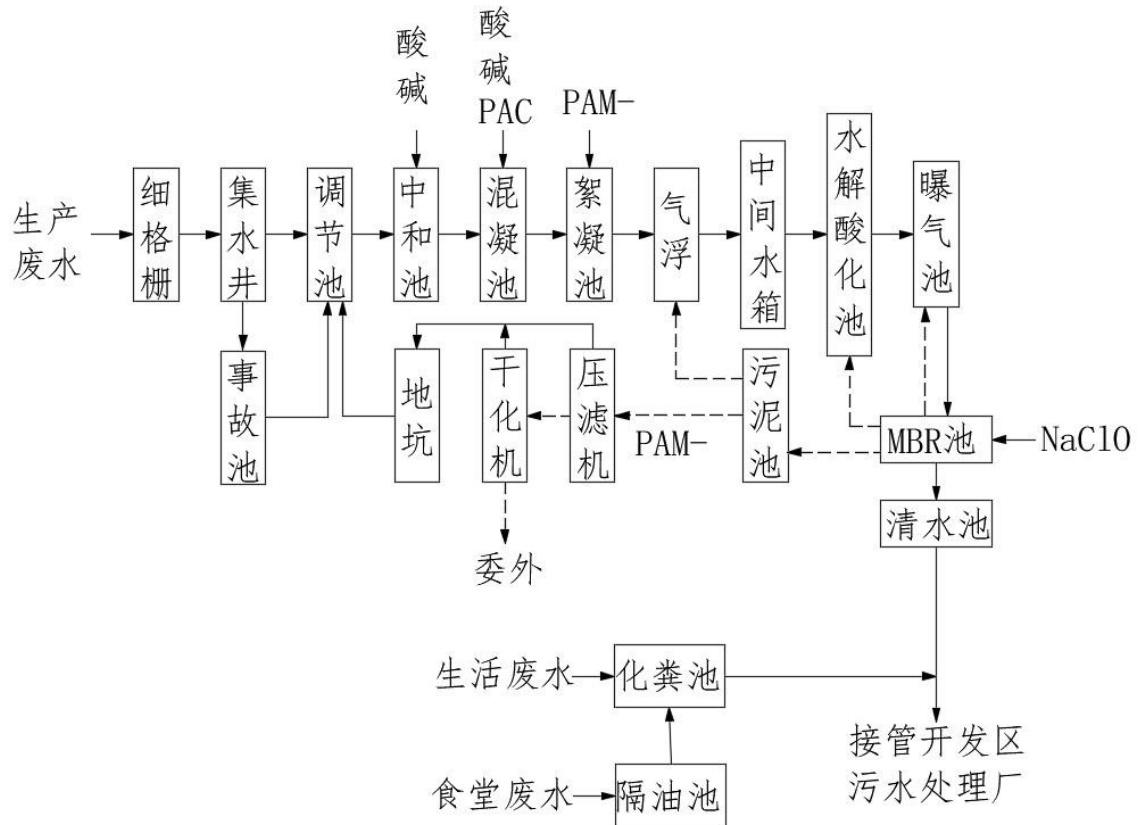 酸碱
酸碱
PAC
PAM-
生产
废水
细格栅
集水井
调节池
中和池
混凝池
絮凝池
气浮
中间水箱
水解酸化池
曝气池
事故池
地坑
干化机
压滤机
PAM-
污泥池
MBR池
NaClO
清水池
委外
生活废水
化粪池
接管开发区
污水处理厂
食堂废水
隔油池